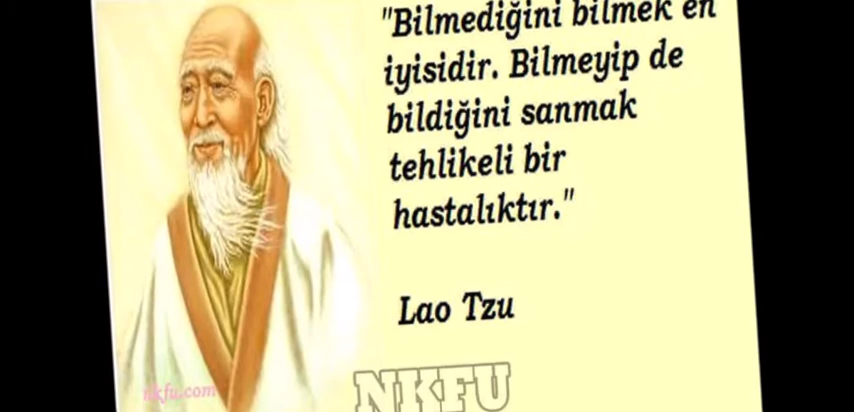 "Bilmediğini bilmek en
iyisidir. Bilmeyip de
bildiğini sanmak
tehlikeli bir
hastalıktır."
Lao Tzu
nkfu.com
NKFU